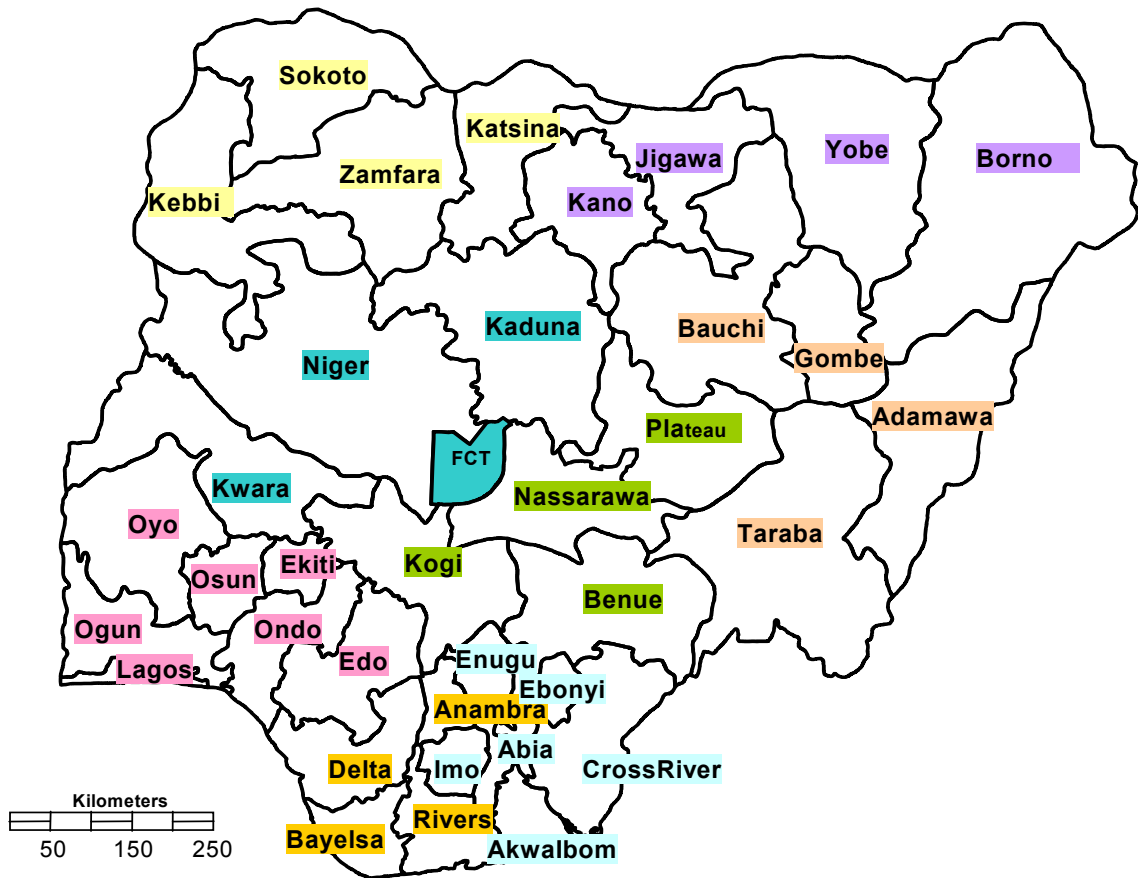 Sokoto
Katsina
Jigawa
Yobe
Borno
Zamfara
Kebbi
Kano
Kaduna
Bauchi
Niger
Gombe
Adamawa
Plateau
FCT
Kwara
Nassarawa
Oyo
Taraba
Kogi
Ekiti
Osun
Benue
Ogun
Ondo
Edo
Enugu
Lagos
Ebonyi
Anambra
Abia
Delta
Imo
CrossRiver
Kilometers
Rivers
Bayelsa
50 150 250
Akwalbom